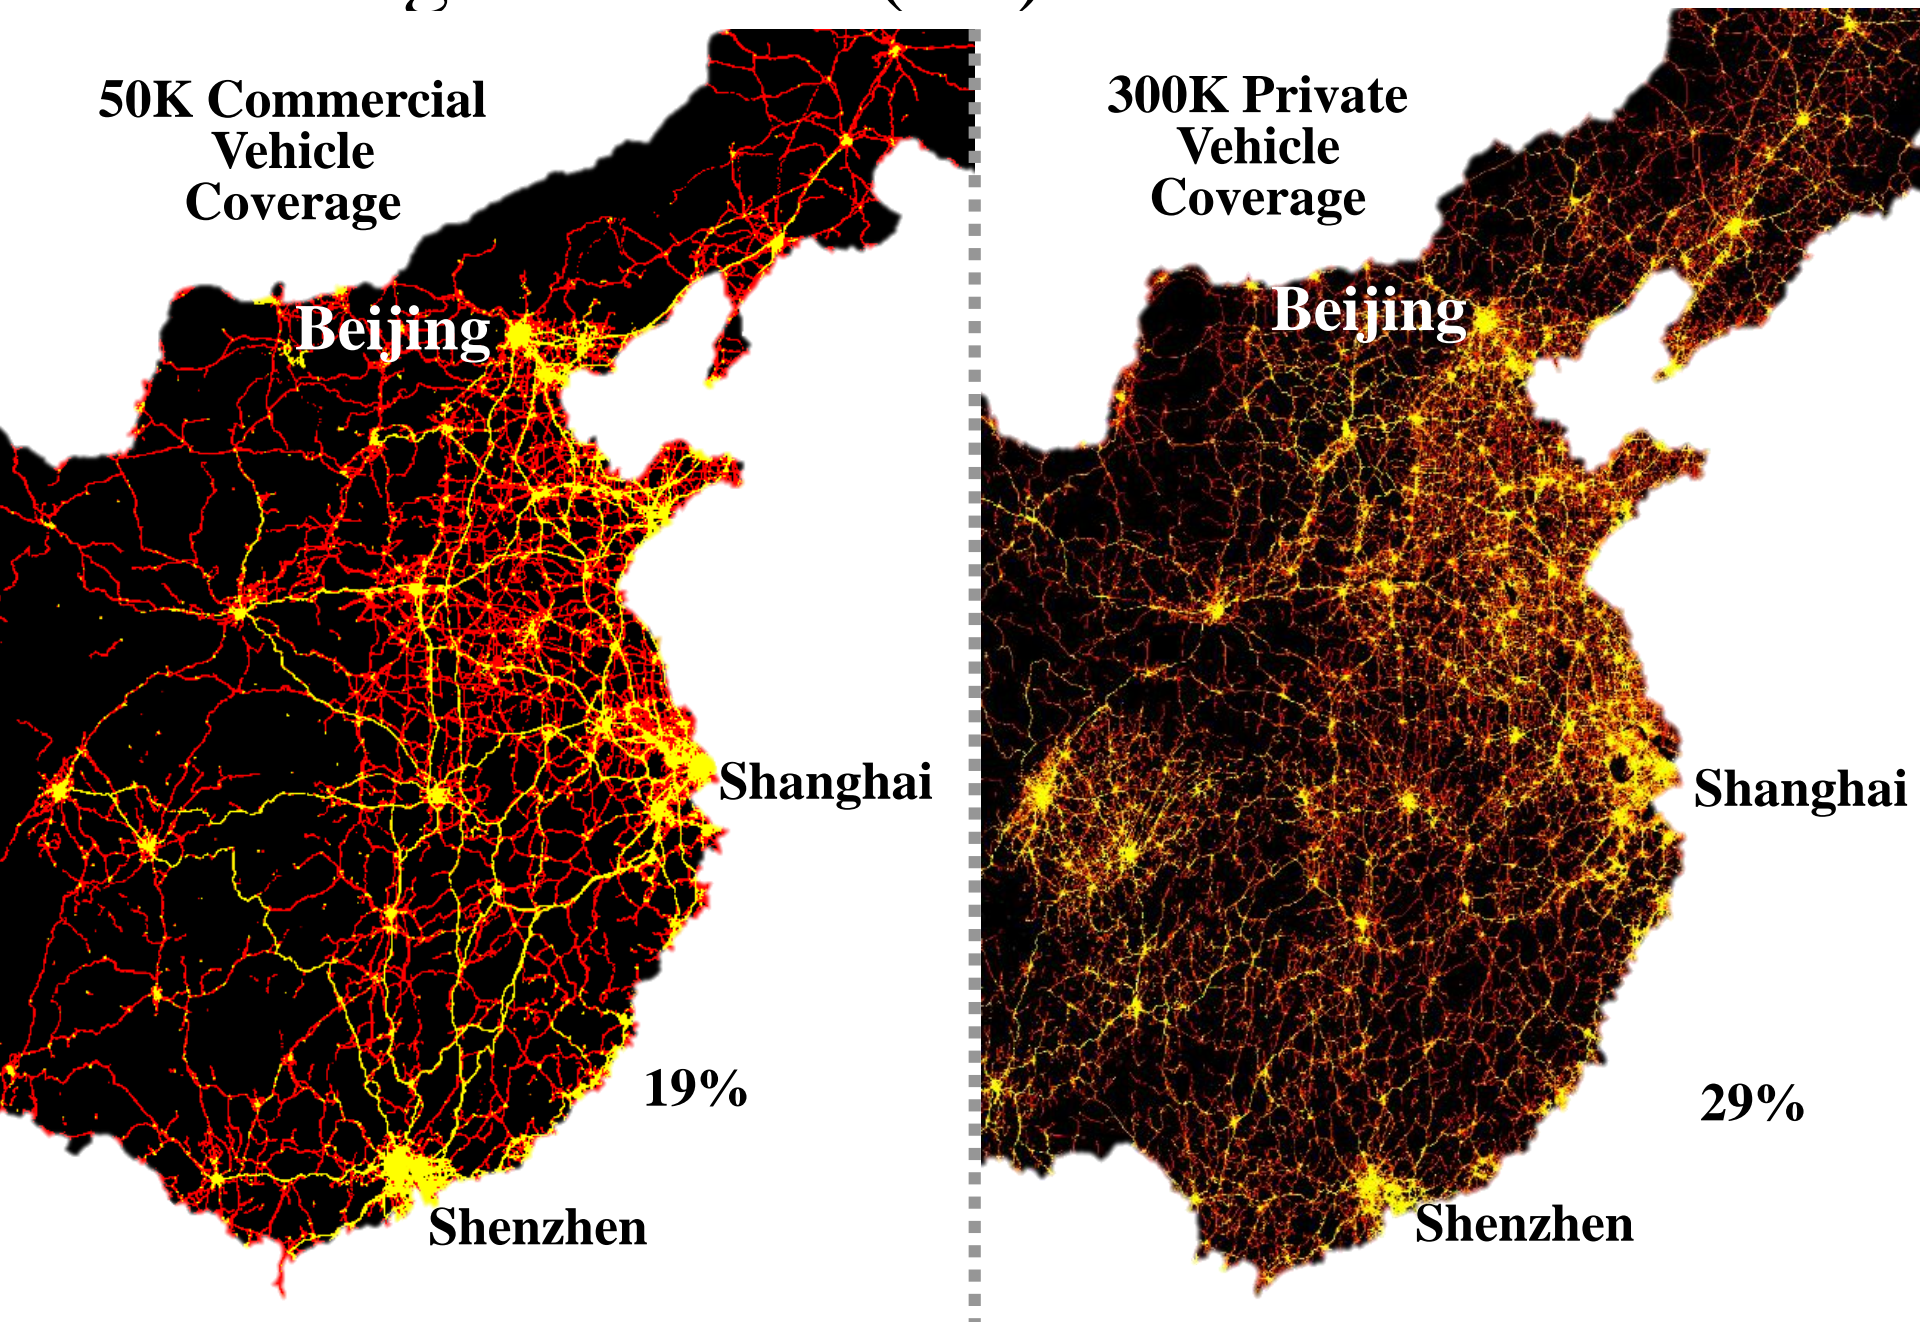 50K Commercial
Vehicle
Coverage
Beijing
Shanghai
19%
Shenzhen
300K Private
Vehicle
Coverage
Beijing
Shanghai
29%
Shenzhen